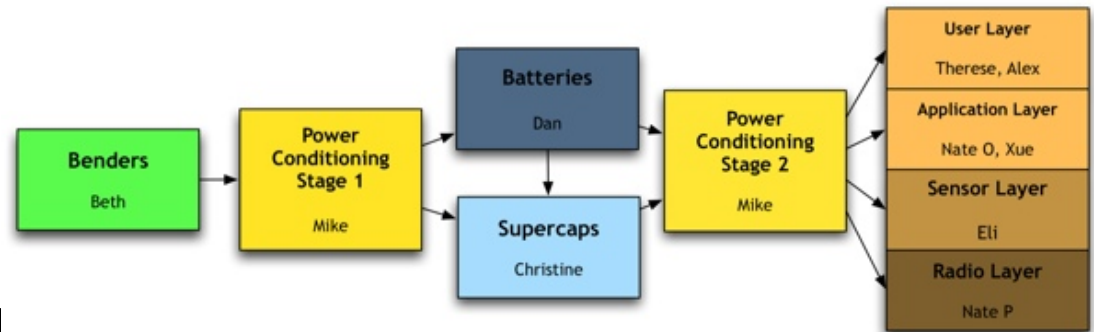 Benders
Beth
Power
Conditioning
Stage 1
Mike
Batteries
Dan
Supercaps
Christine
Power
Conditioning
Stage 2
Mike
User Layer
Therese, Alex
Application Layer
Nate O, Xue
Sensor Layer
Eli
Radio Layer
Nate P